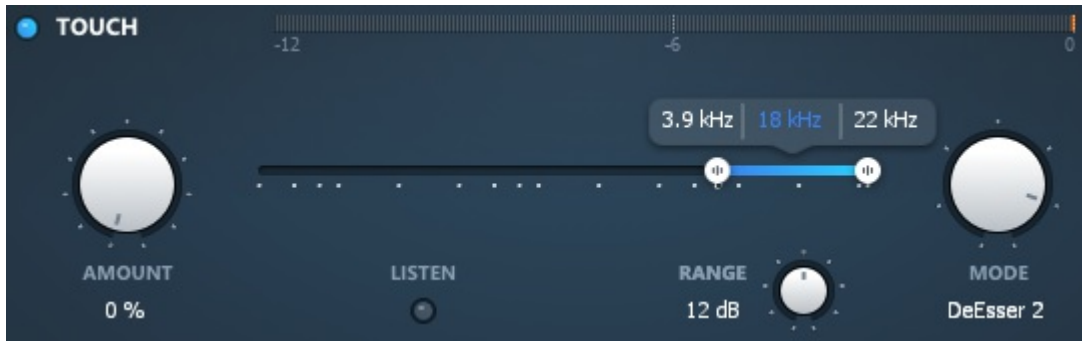 TOUCH
-12 -6 0
3.9 kHz 18 kHz 22 kHz
AMOUNT LISTEN RANGE MODE
0 % 12 dB DeEsser 2